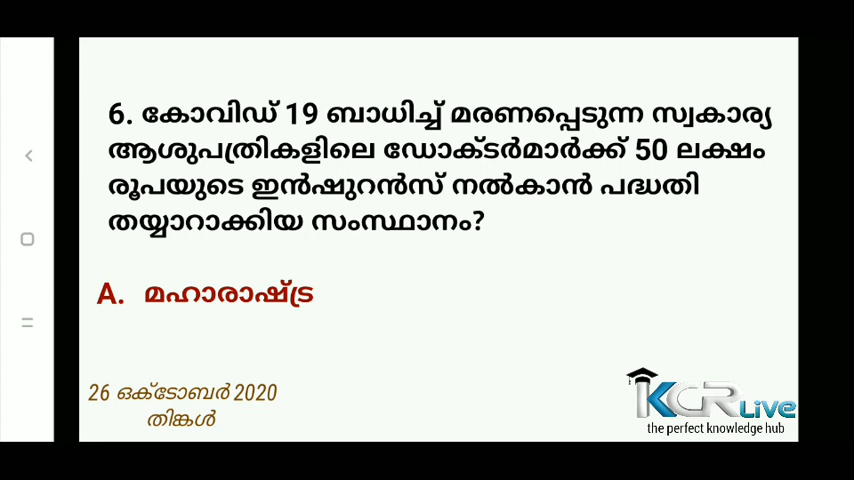 6. കോവിഡ് 19 ബാധിച്ച് മരണപ്പെടുന്ന സ്വകാര്യ
ആശുപത്രികളിലെ ഡോക്ടർമാർക്ക് 50 ലക്ഷം
രൂപയുടെ ഇൻഷുറൻസ് നൽകാൻ പദ്ധതി
തയ്യാറാക്കിയ സംസ്ഥാനം?
A. മഹാരാഷ്ട്ര
26 ഒക്ടോബർ 2020
തിങ്കൾ
KCR Live
the perfect knowledge hub